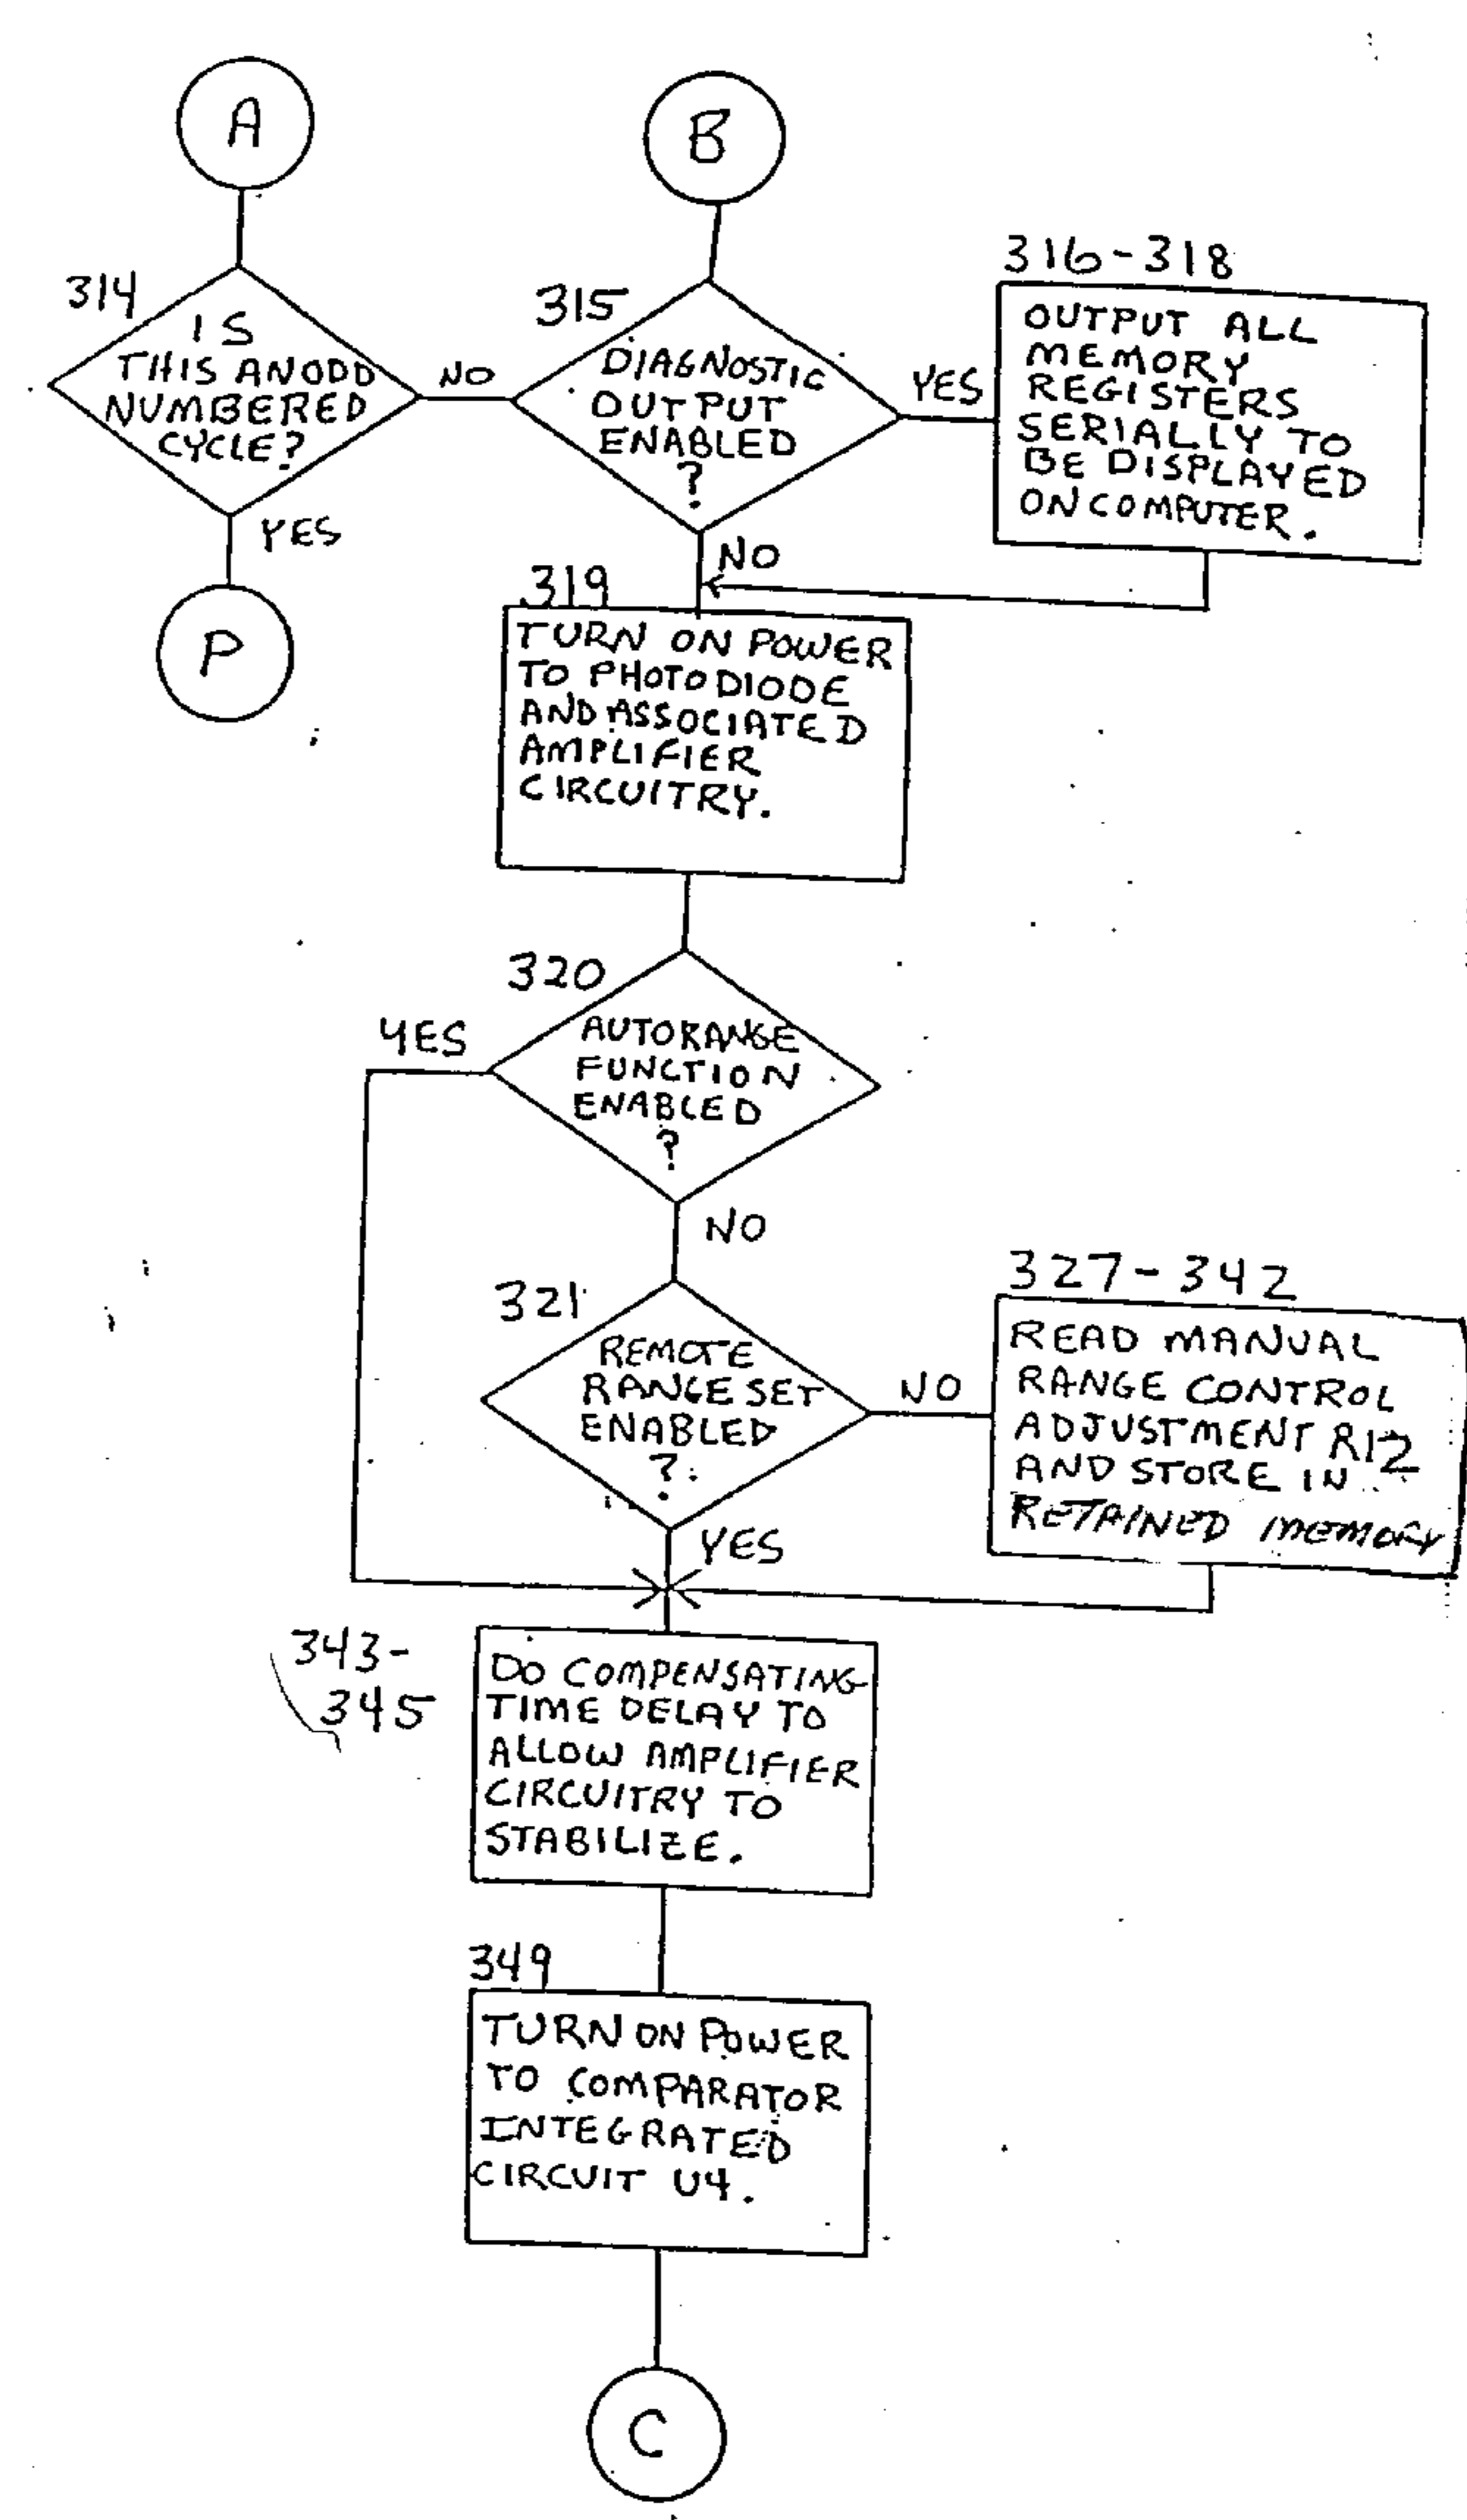 A
B
314
IS
THIS AN ODD
NUMBERED
CYCLE?
NO
YES
P
315
DIAGNOSTIC
OUTPUT
ENABLED
?
YES
NO
316-318
OUTPUT ALL
MEMORY
REGISTERS
SERIALLY TO
BE DISPLAYED
ON COMPUTER.
319
TURN ON POWER
TO PHOTODIODE
AND ASSOCIATED
AMPLIFIER
CIRCUITRY.
320
YES
AUTORANGE
FUNCTION
ENABLED
?
NO
321
REMOTE
RANGE SET
ENABLED
?
NO
YES
327-342
READ MANUAL
RANGE CONTROL
ADJUSTMENT R12
AND STORE IN
RETAINED MEMORY
343-
345
DO COMPENSATING
TIME DELAY TO
ALLOW AMPLIFIER
CIRCUITRY TO
STABILIZE.
349
TURN ON POWER
TO COMPARATOR
INTEGRATED
CIRCUIT U4.
C